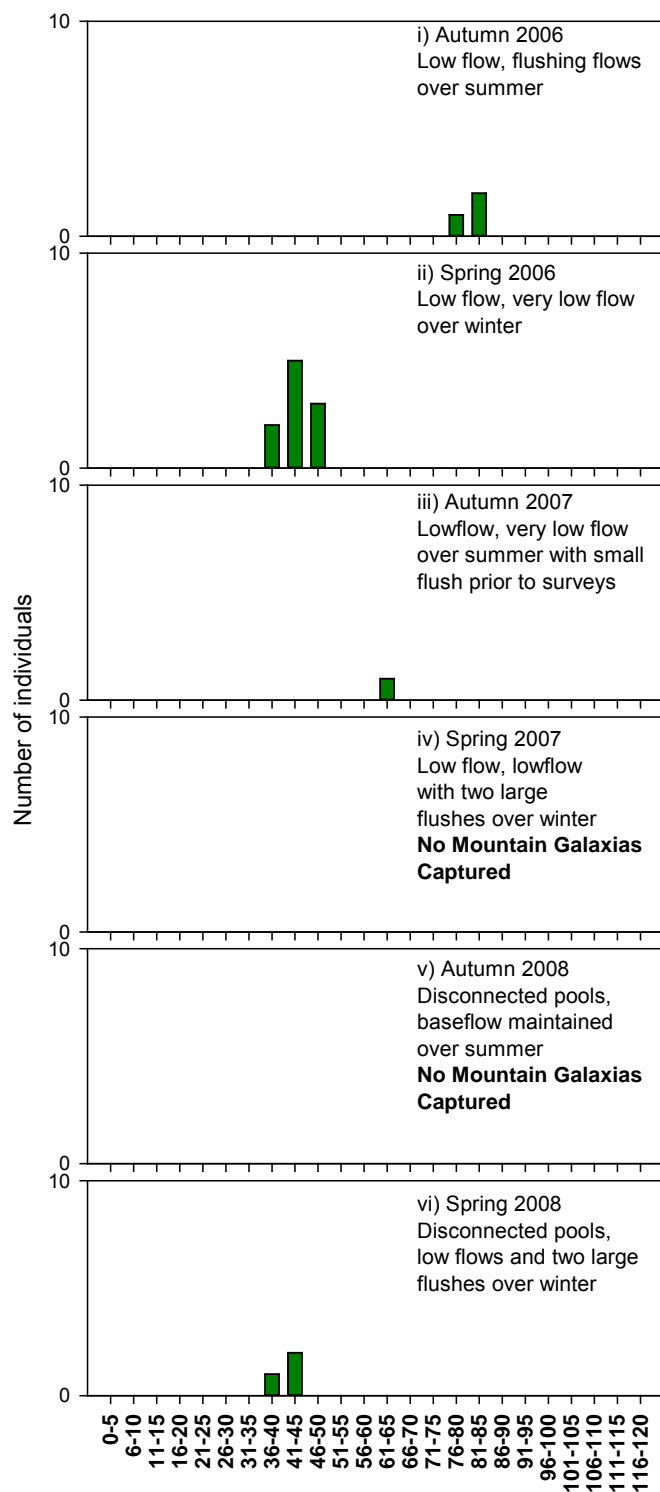 10
i) Autumn 2006
Low flow, flushing flows
over summer
0
10
ii) Spring 2006
Low flow, very low flow
over winter
0
10
iii) Autumn 2007
Lowflow, very low flow
over summer with small
flush prior to surveys
0
Number of individuals
10
iv) Spring 2007
Low flow, lowflow
with two large
flushes over winter
No Mountain Galaxias
Captured
0
10
v) Autumn 2008
Disconnected pools,
baseflow maintained
over summer
No Mountain Galaxias
Captured
0
10
vi) Spring 2008
Disconnected pools,
low flows and two large
flushes over winter
0
0-5
6-10
11-15
16-20
21-25
26-30
31-35
36-40
41-45
46-50
51-55
56-60
61-65
66-70
71-75
76-80
81-85
86-90
91-95
96-100
101-105
106-110
111-115
116-120